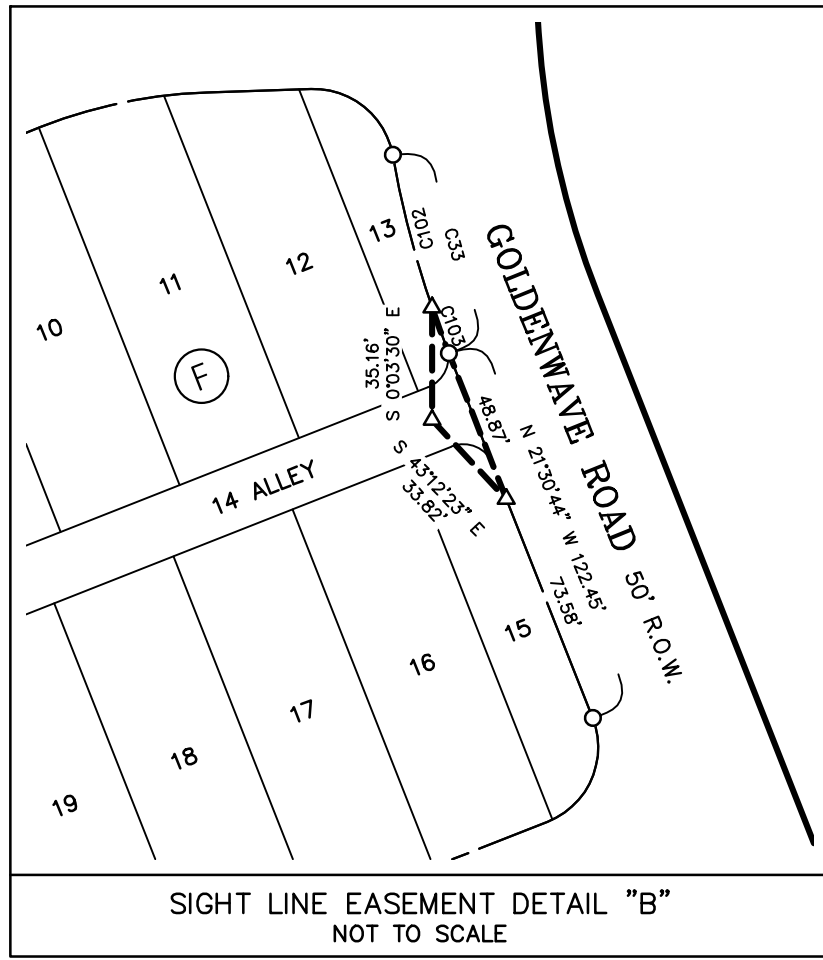 13
C102
C33
12
11
10
F
GOLDENWAVE ROAD 50' R.O.W.
C103
S 0°03'30" E
35.16'
48.87'
N 21°30'44" W 122.45'
73.58'
S 43°12'23" E
33.82'
14 ALLEY
15
16
17
18
19
SIGHT LINE EASEMENT DETAIL "B"
NOT TO SCALE